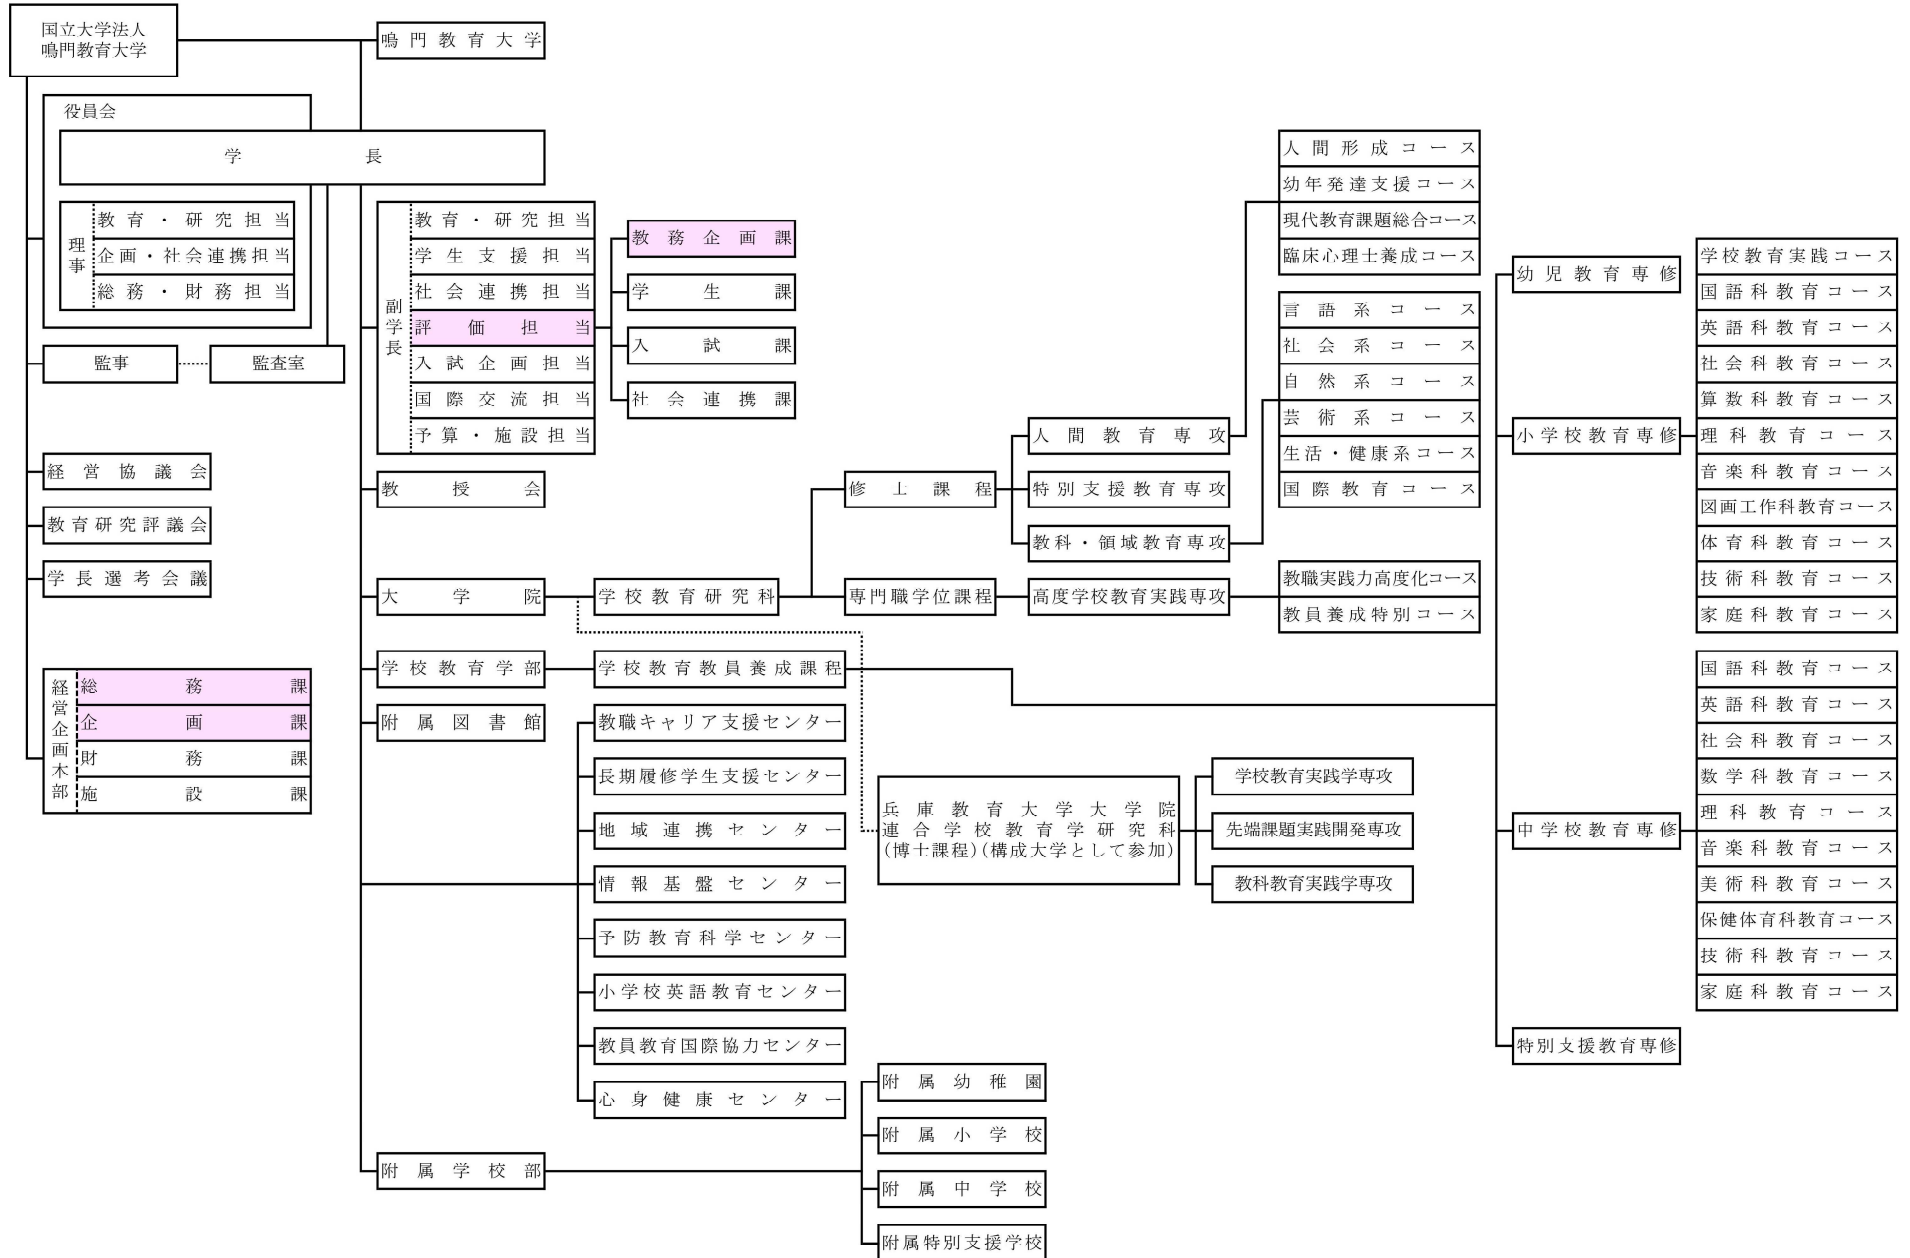 国立大学法人
鳴門教育大学
鳴門教育大学
役員会
学長
理事
教育・研究担当
企画・社会連携担当
総務・財務担当
監事
監査室
経営協議会
教育研究評議会
学長選考会議
経営企画本部
総務課
企画課
財務課
施設課
副学長
教育・研究担当
学生支援担当
社会連携担当
評価担当
入試企画担当
国際交流担当
予算・施設担当
教務企画課
学生課
入試課
社会連携課
教授会
大学院
学校教育研究科
修士課程
人間教育専攻
特別支援教育専攻
教科・領域教育専攻
専門職学位課程
高度学校教育実践専攻
人間形成コース
幼年発達支援コース
現代教育課題総合コース
臨床心理士養成コース
言語系コース
社会系コース
自然系コース
芸術系コース
生活・健康系コース
国際教育コース
教職実践力高度化コース
教員養成特別コース
学校教育学部
学校教育教員養成課程
幼児教育専修
小学校教育専修
学校教育実践コース
国語科教育コース
英語科教育コース
社会科教育コース
算数科教育コース
理科教育コース
音楽科教育コース
図画工作科教育コース
体育科教育コース
技術科教育コース
家庭科教育コース
中学校教育専修
国語科教育コース
英語科教育コース
社会科教育コース
数学科教育コース
理科教育コース
音楽科教育コース
美術科教育コース
保健体育科教育コース
技術科教育コース
家庭科教育コース
特別支援教育専修
附属図書館
教職キャリア支援センター
長期履修学生支援センター
地域連携センター
情報基盤センター
予防教育科学センター
小学校英語教育センター
教員教育国際協力センター
心身健康センター
兵庫教育大学大学院
連合学校教育学研究科
(博士課程)(構成大学として参加)
学校教育実践学専攻
先端課題実践開発専攻
教科教育実践学専攻
附属学校部
附属幼稚園
附属小学校
附属中学校
附属特別支援学校